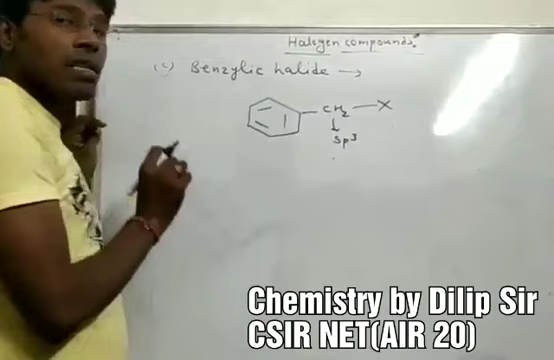 Halogen compounds:
(c) Benzylic halide →
CH₂ — X
↓
sp³
Chemistry by Dilip Sir
CSIR NET(AIR 20)